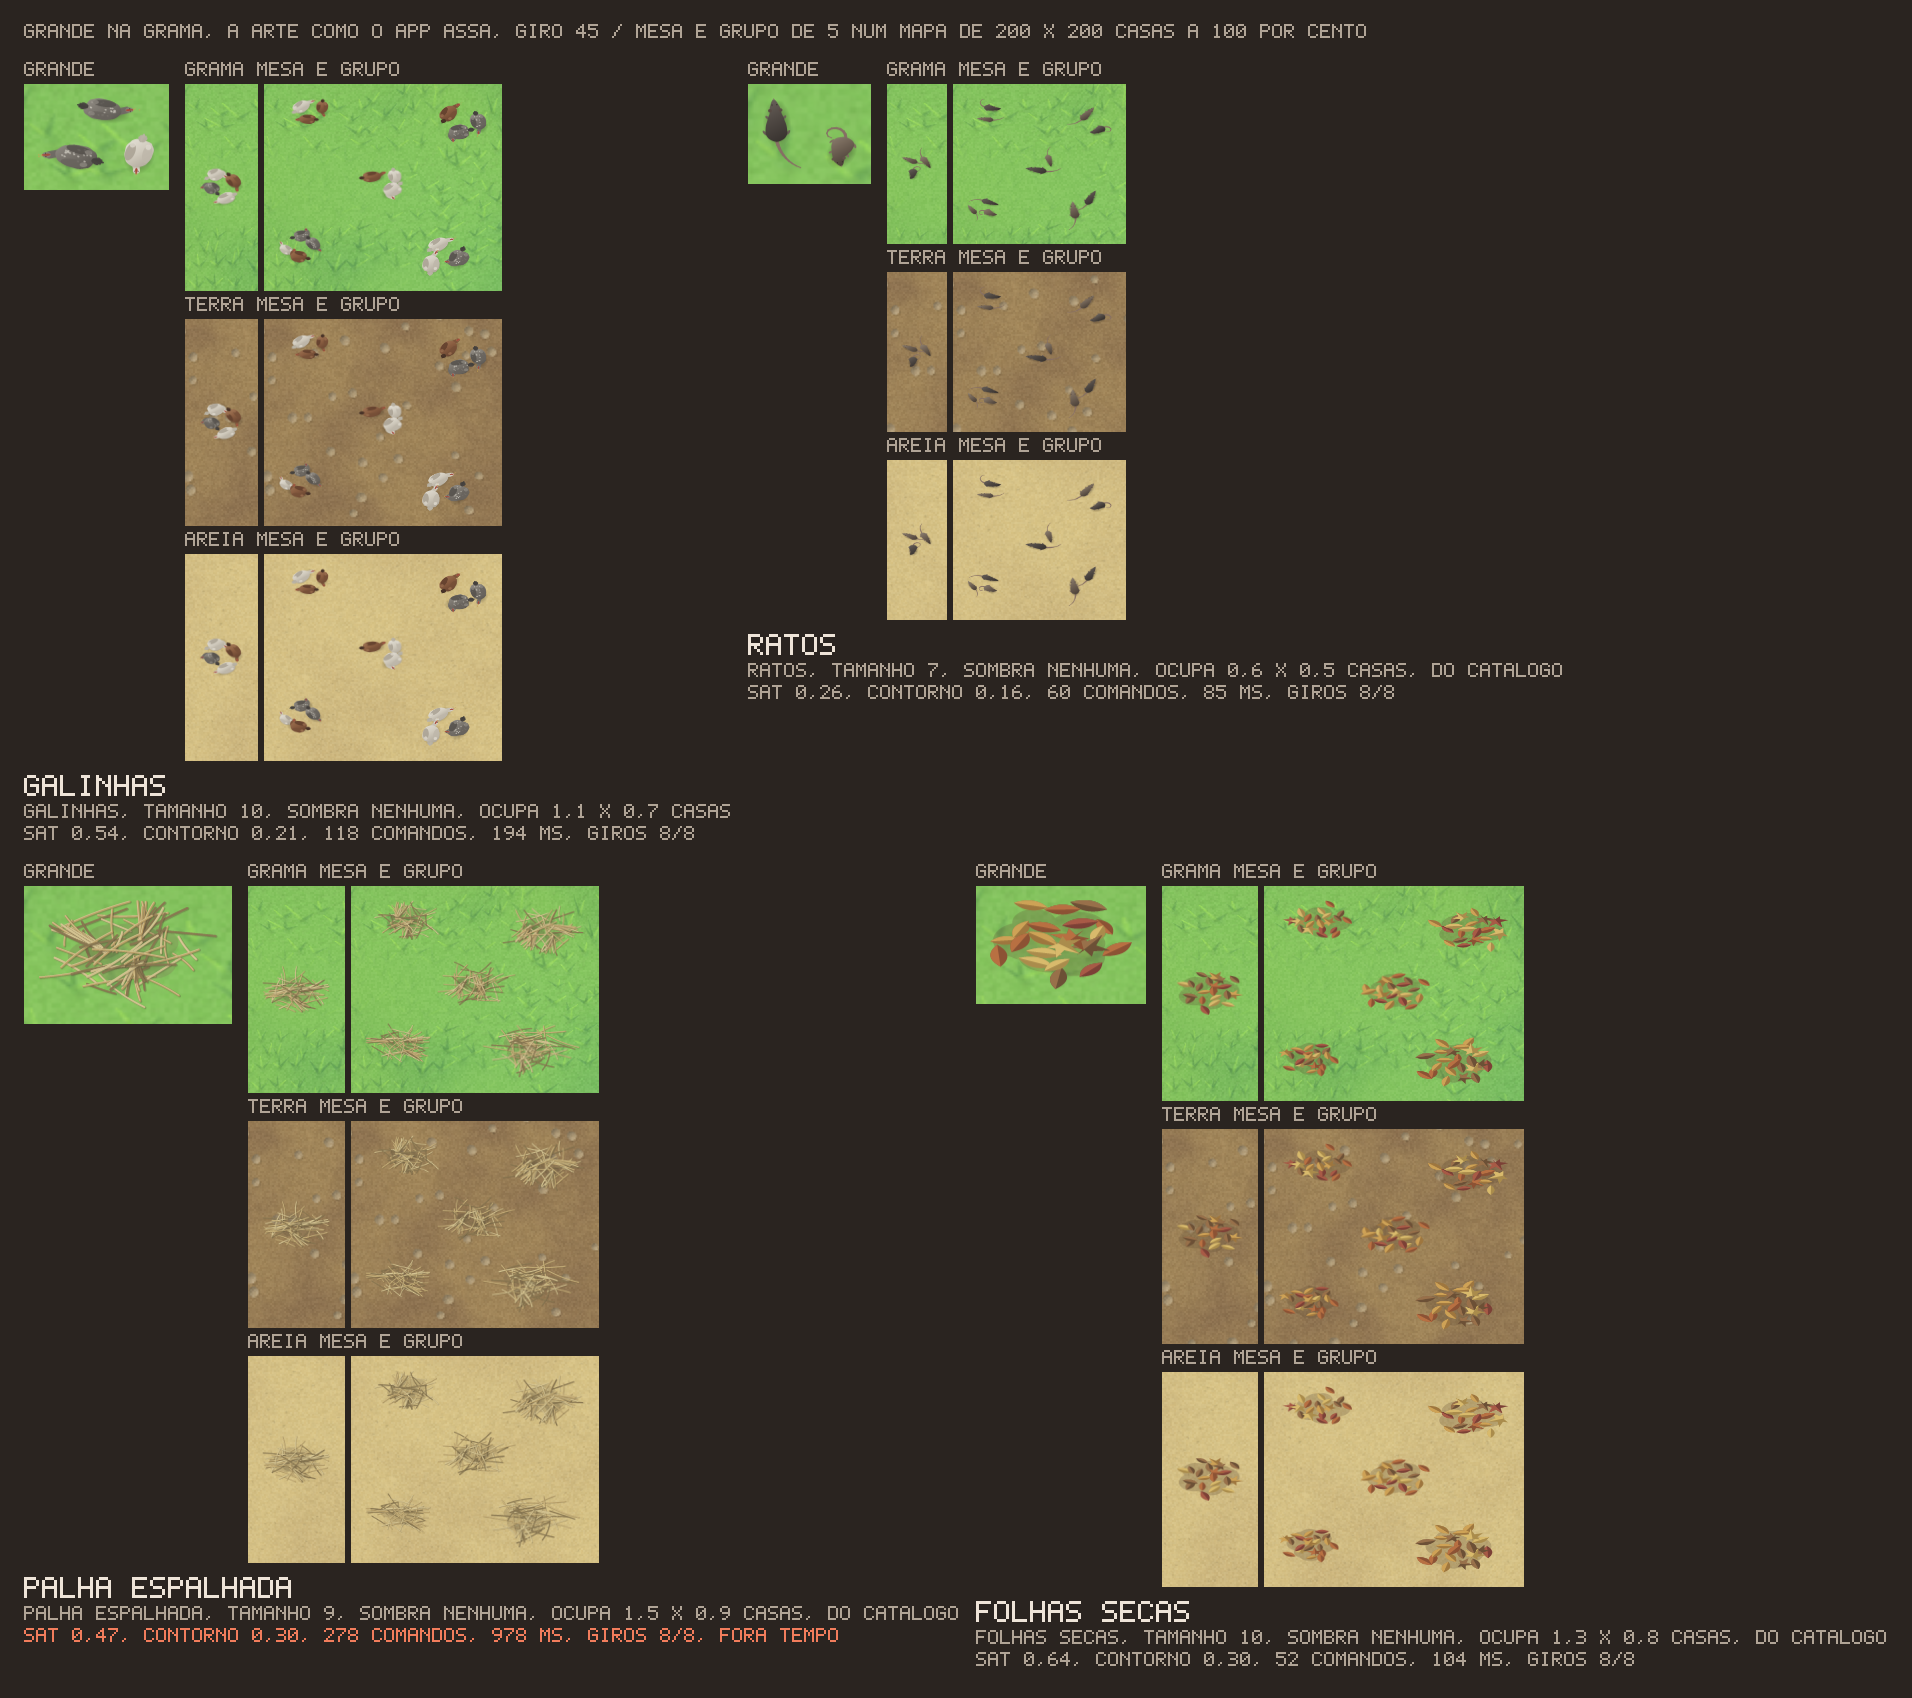 GRANDE NA GRAMA, A ARTE COMO O APP ASSA, GIRO 45 / MESA E GRUPO DE 5 NUM MAPA DE 200 X 200 CASAS A 100 POR CENTO
GRANDE
GRAMA MESA E GRUPO
TERRA MESA E GRUPO
AREIA MESA E GRUPO
GALINHAS
GALINHAS, TAMANHO 10, SOMBRA NENHUMA, OCUPA 1,1 X 0,7 CASAS
SAT 0,54, CONTORNO 0,21, 118 COMANDOS, 194 MS, GIROS 8/8
GRANDE
GRAMA MESA E GRUPO
TERRA MESA E GRUPO
AREIA MESA E GRUPO
RATOS
RATOS, TAMANHO 7, SOMBRA NENHUMA, OCUPA 0,6 X 0,5 CASAS, DO CATALOGO
SAT 0,26, CONTORNO 0,16, 60 COMANDOS, 85 MS, GIROS 8/8
GRANDE
GRAMA MESA E GRUPO
TERRA MESA E GRUPO
AREIA MESA E GRUPO
PALHA ESPALHADA
PALHA ESPALHADA, TAMANHO 9, SOMBRA NENHUMA, OCUPA 1,5 X 0,9 CASAS, DO CATALOGO
SAT 0,47, CONTORNO 0,30, 278 COMANDOS, 978 MS, GIROS 8/8, FORA TEMPO
GRANDE
GRAMA MESA E GRUPO
TERRA MESA E GRUPO
AREIA MESA E GRUPO
FOLHAS SECAS
FOLHAS SECAS, TAMANHO 10, SOMBRA NENHUMA, OCUPA 1,3 X 0,8 CASAS, DO CATALOGO
SAT 0,64, CONTORNO 0,30, 52 COMANDOS, 104 MS, GIROS 8/8